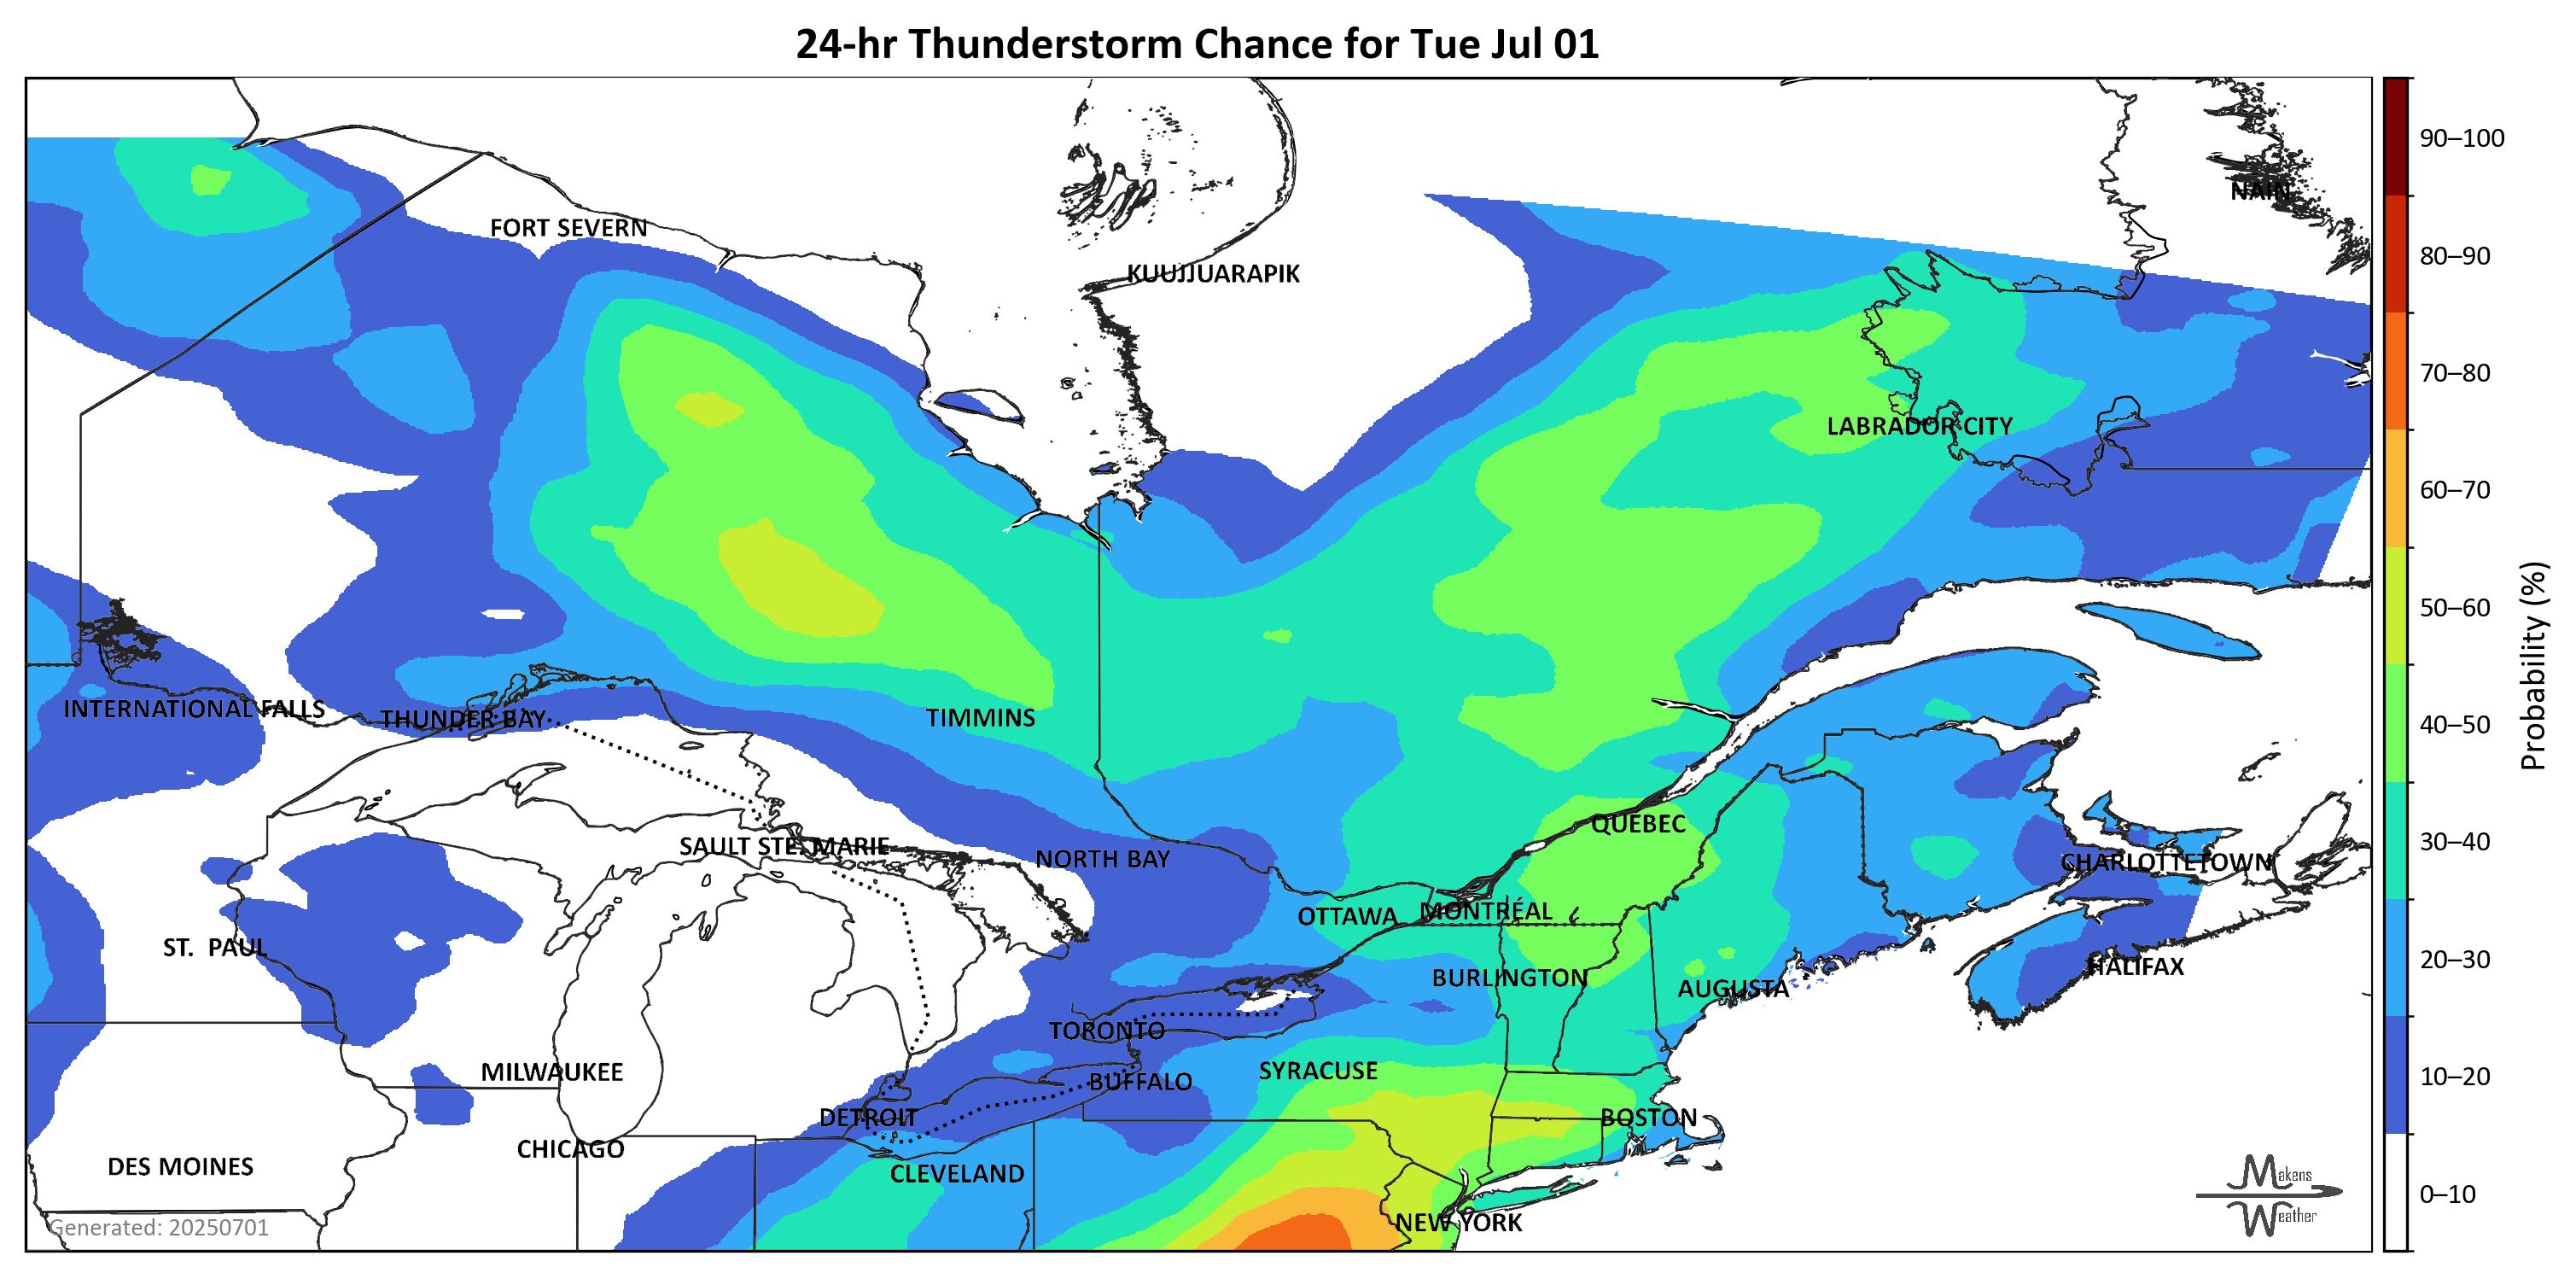 24-hr Thunderstorm Chance for Tue Jul 01
90–100
NAIN
FORT SEVERN
80–90
KUUJJUARAPIK
70–80
LABRADOR CITY
60–70
50–60
Probability (%)
INTERNATIONAL FALLS
THUNDER BAY
TIMMINS
40–50
QUEBEC
SAULT STE. MARIE
NORTH BAY
30–40
CHARLOTTETOWN
OTTAWA
MONTRÉAL
ST. PAUL
BURLINGTON
20–30
HALIFAX
AUGUSTA
TORONTO
MILWAUKEE
SYRACUSE
BUFFALO
10–20
DETROIT
BOSTON
CHICAGO
DES MOINES
CLEVELAND
Makens
Weather
0–10
NEW YORK
Generated: 20250701